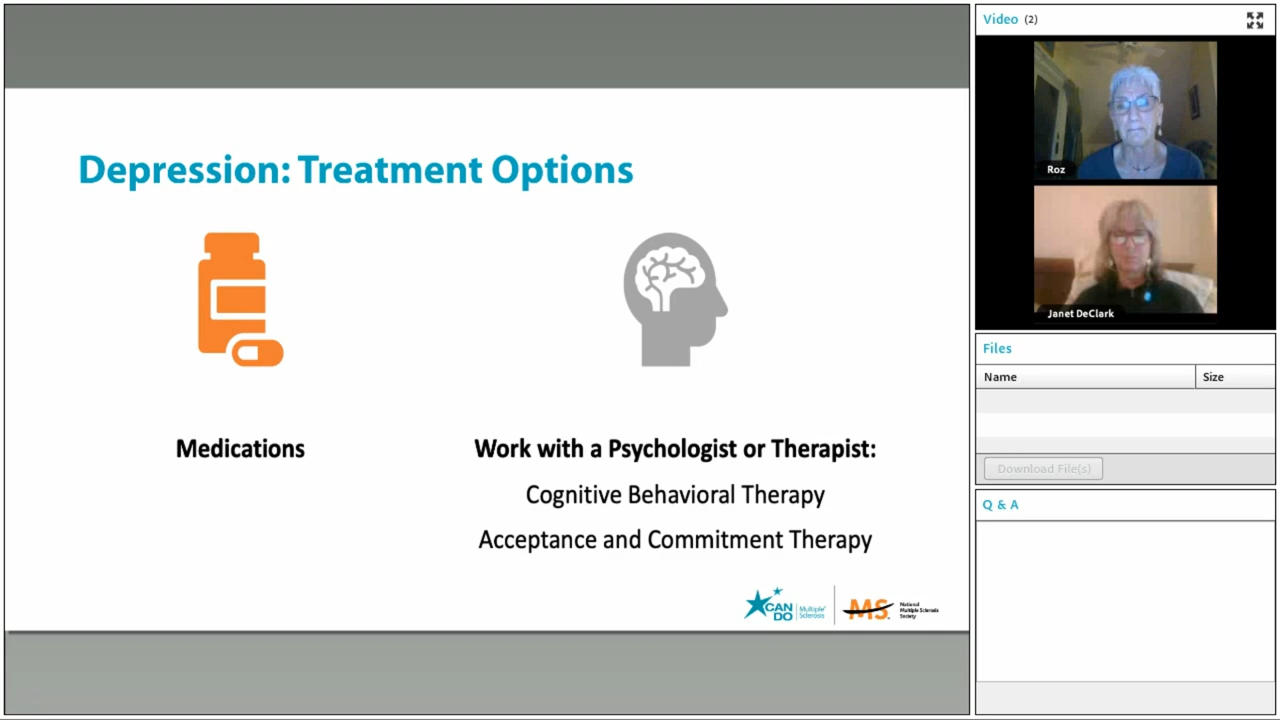 Depression: Treatment Options
Medications
Work with a Psychologist or Therapist:
Cognitive Behavioral Therapy
Acceptance and Commitment Therapy
CAN
DO
Multiple
Sclerosis
MS
National
Multiple Sclerosis
Society
Video (2)
Roz
Janet DeClark
Files
Name Size
Download File(s)
Q & A